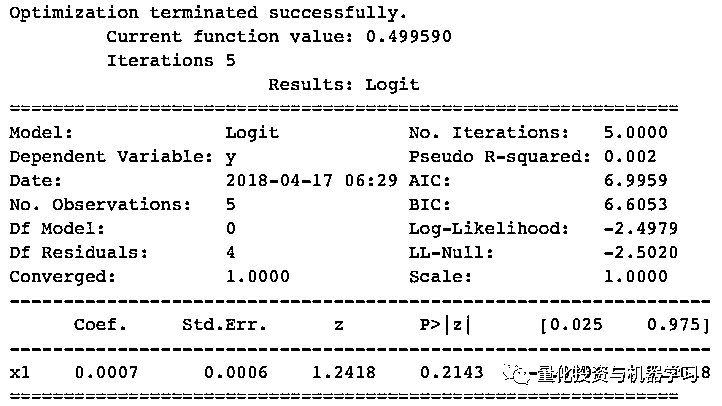 Optimization terminated successfully.
Current function value: 0.499590
Iterations 5
Results: Logit
Model: Logit No. Iterations: 5.0000
Dependent Variable: y Pseudo R-squared: 0.002
Date: 2018-04-17 06:29 AIC: 6.9959
No. Observations: 5 BIC: 6.6053
Df Model: 0 Log-Likelihood: -2.4979
Df Residuals: 4 LL-Null: -2.5020
Converged: 1.0000 Scale: 1.0000
Coef. Std.Err. z P>|z| [0.025 0.975]
x1 0.0007 0.0006 1.2418 0.2143
量化投资与机器学习